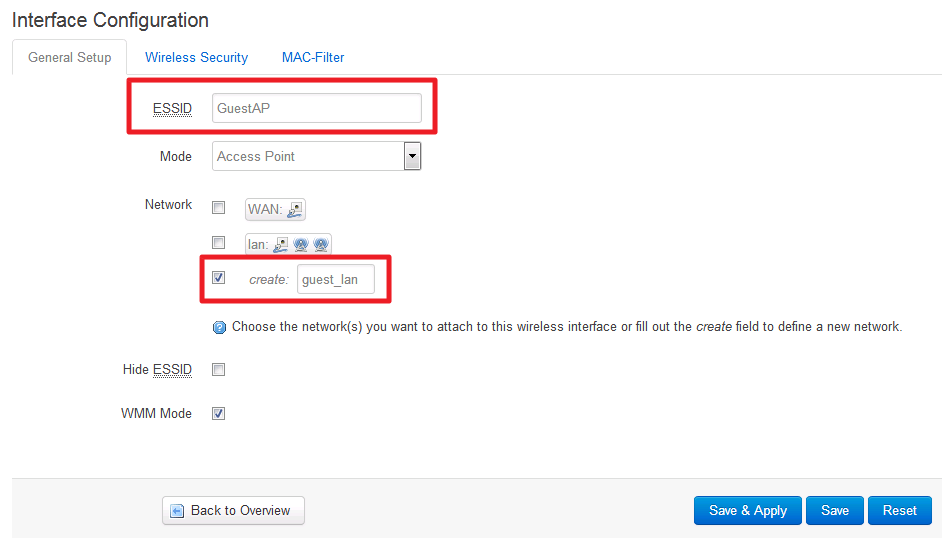 Interface Configuration
General Setup Wireless Security MAC-Filter
ESSID GuestAP
Mode Access Point
Network WAN:
lan:
create: guest_lan
Choose the network(s) you want to attach to this wireless interface or fill out the create field to define a new network.
Hide ESSID
WMM Mode
Back to Overview Save & Apply Save Reset